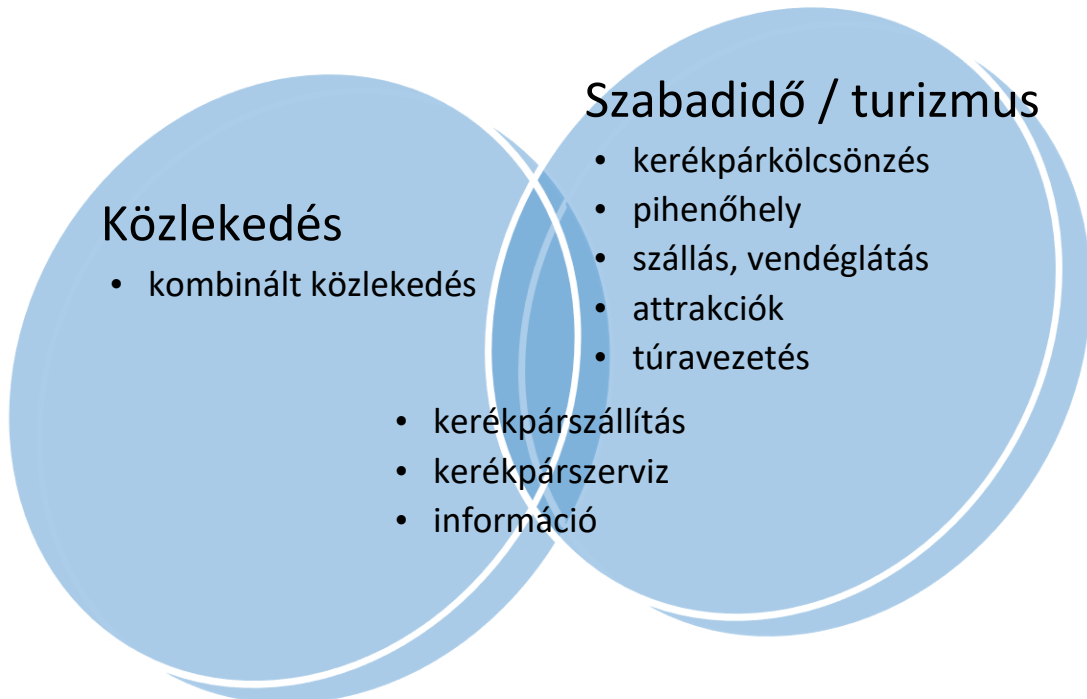 Közlekedés
• kombinált közlekedés
Szabadidő / turizmus
• kerékpárkölcsönzés
• pihenőhely
• szállás, vendéglátás
• attrakciók
• túravezetés
• kerékpárszállítás
• kerékpárszerviz
• információ